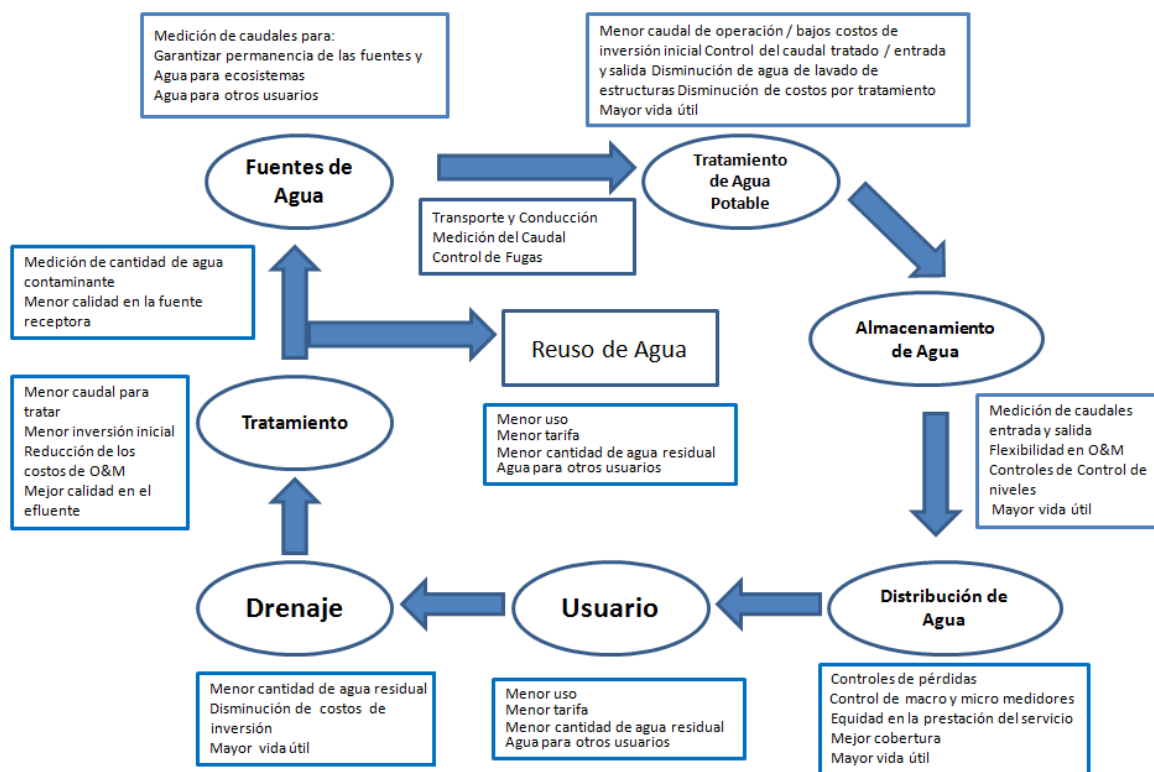 Medición de caudales para:
Garantizar permanencia de las fuentes y
Agua para ecosistemas
Agua para otros usuarios
Menor caudal de operación / bajos costos de
inversión inicial Control del caudal tratado / entrada
y salida Disminución de agua de lavado de
estructuras Disminución de costos por tratamiento
Mayor vida útil
Fuentes de
Agua
Tratamiento
de Agua
Potable
Transporte y Conducción
Medición del Caudal
Control de Fugas
Medición de cantidad de agua
contaminante
Menor calidad en la fuente
receptora
Reuso de Agua
Almacenamiento
de Agua
Menor caudal para
tratar
Menor inversión inicial
Reducción de los
costos de O&M
Mejor calidad en el
efluente
Tratamiento
Menor uso
Menor tarifa
Menor cantidad de agua residual
Agua para otros usuarios
Medición de caudales
entrada y salida
Flexibilidad en O&M
Controles de Control de
niveles
Mayor vida útil
Drenaje
Usuario
Distribución de
Agua
Menor cantidad de agua residual
Disminución de costos de
inversión
Mayor vida útil
Menor uso
Menor tarifa
Menor cantidad de agua residual
Agua para otros usuarios
Controles de pérdidas
Control de macro y micro medidores
Equidad en la prestación del servicio
Mejor cobertura
Mayor vida útil